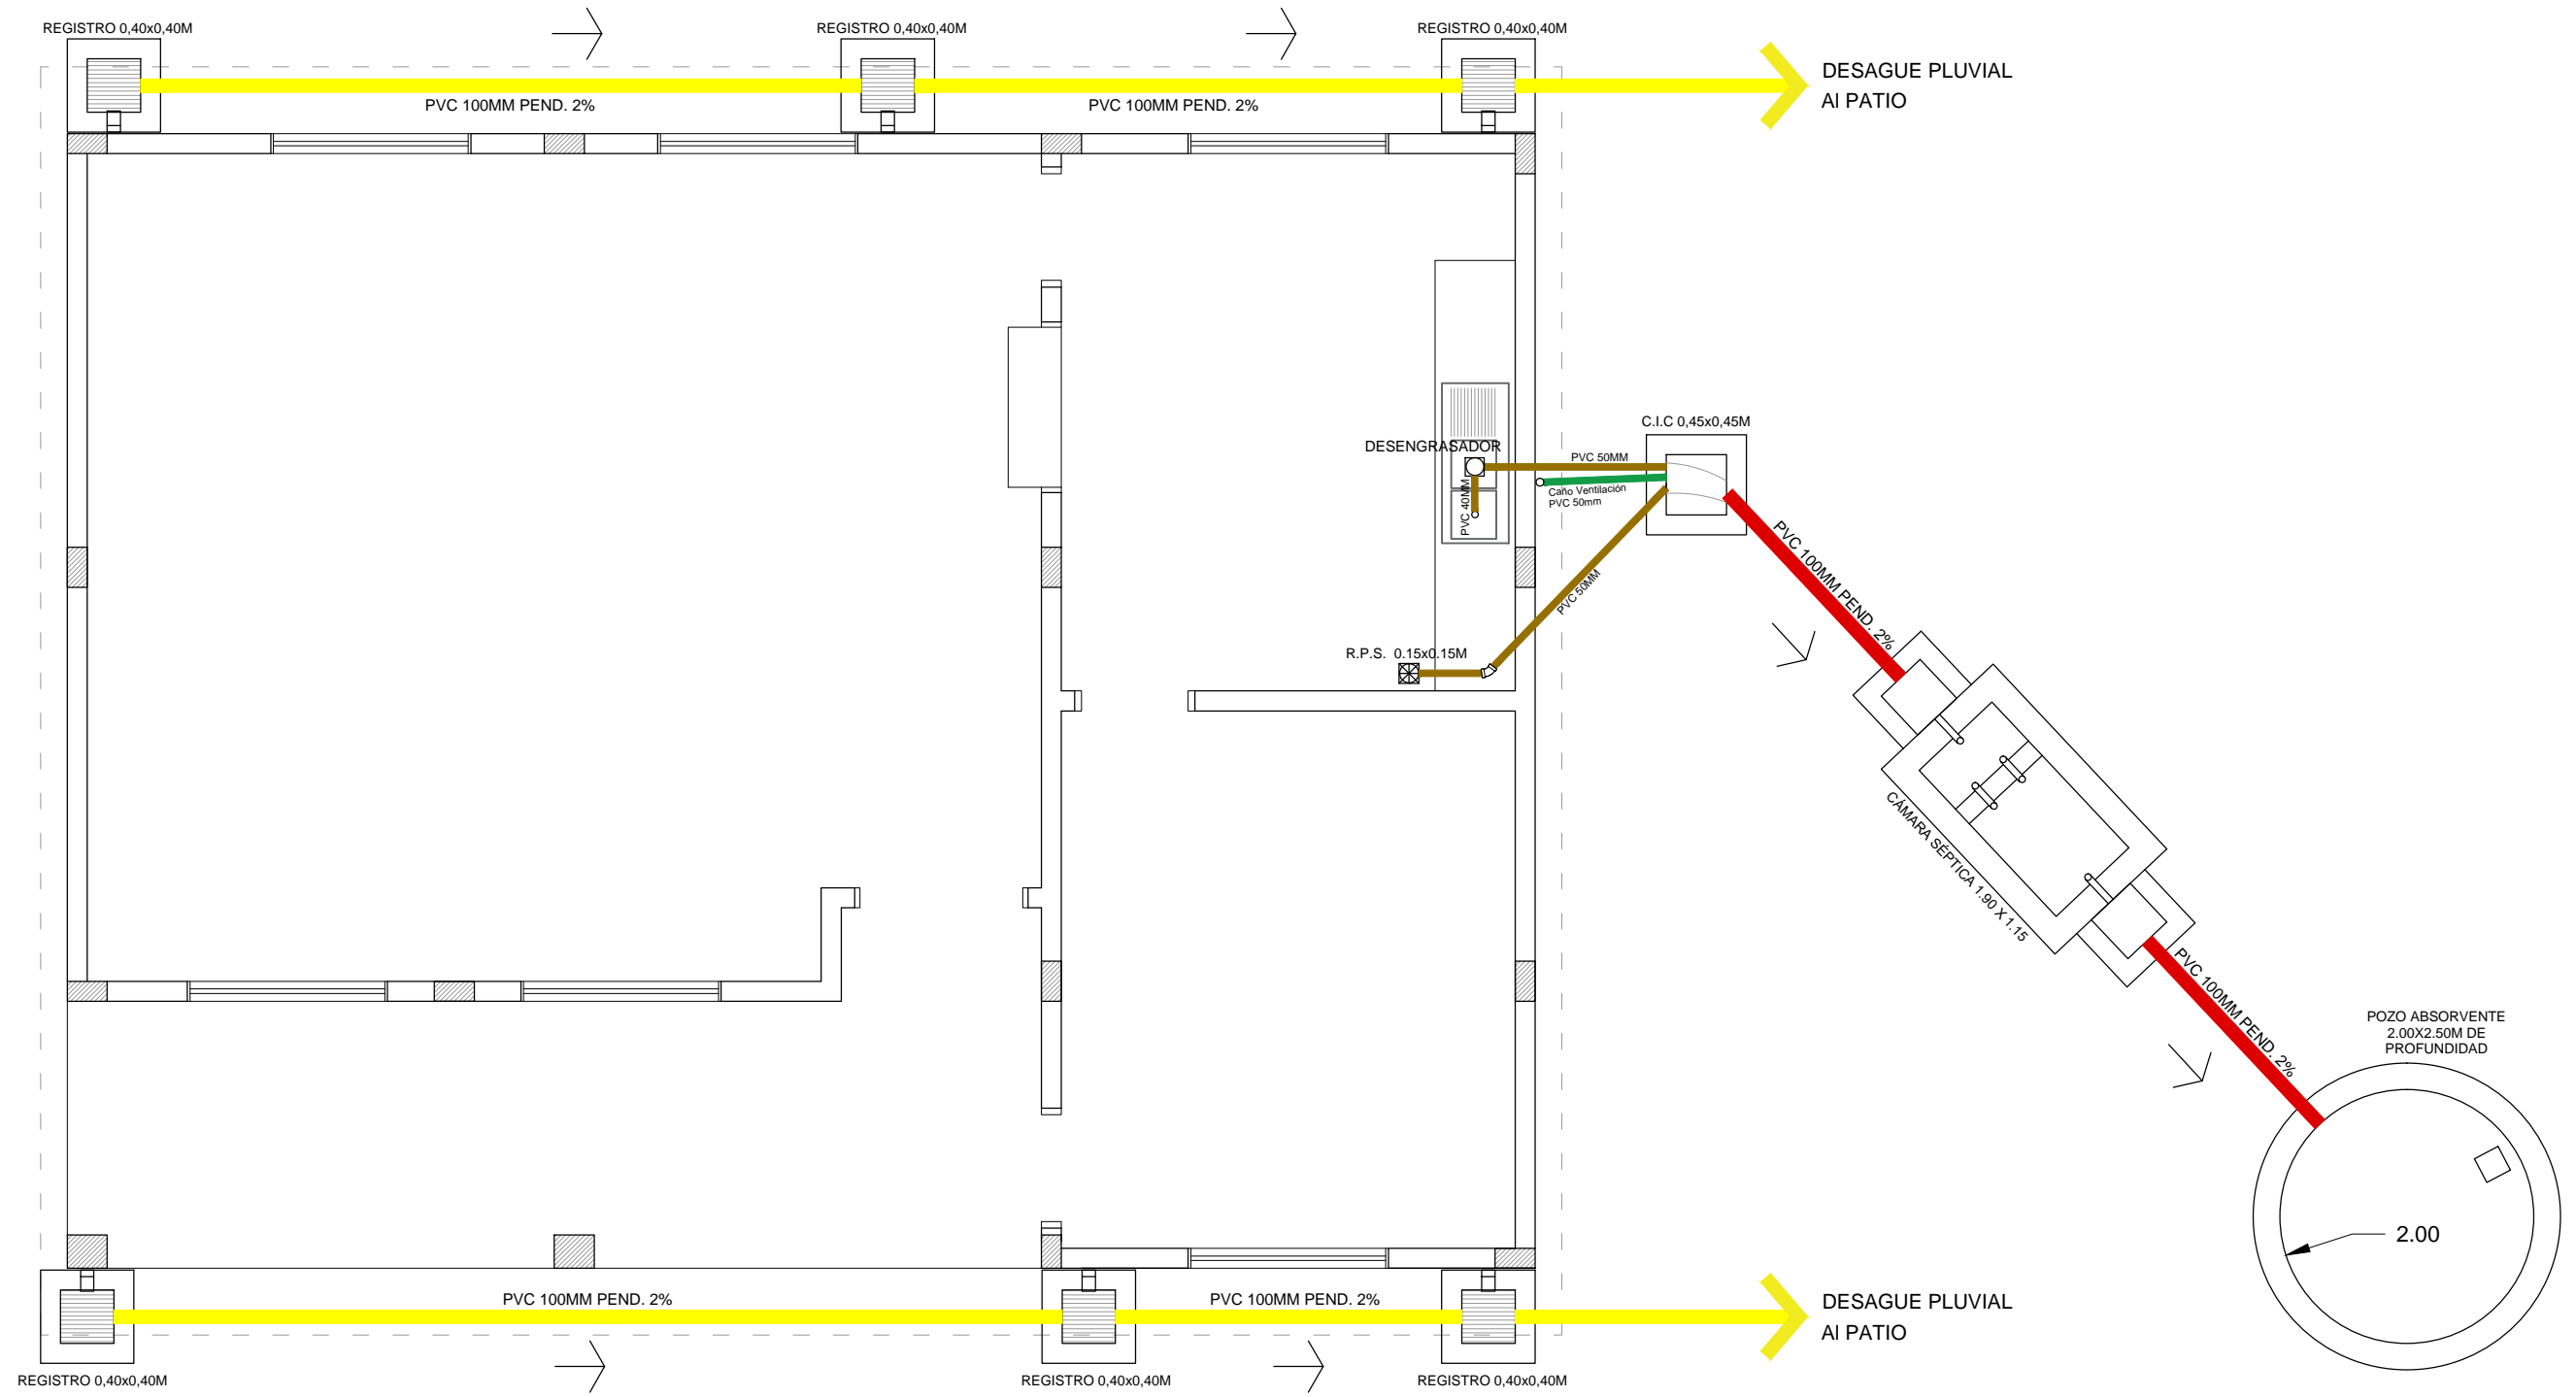 REGISTRO 0,40x0,40M
REGISTRO 0,40x0,40M
REGISTRO 0,40x0,40M
PVC 100MM PEND. 2%
PVC 100MM PEND. 2%
DESAGUE PLUVIAL
Al PATIO
C.I.C 0,45x0,45M
DESENGRASADOR
PVC 50MM
Caño Ventilación
PVC 50mm
PVC 40MM
PVC 50MM
PVC 100MM PEND. 2%
R.P.S. 0.15x0.15M
CÁMARA SÉPTICA 1.90 X 1.15
PVC 100MM PEND. 2%
POZO ABSORVENTE
2.00X2.50M DE
PROFUNDIDAD
2.00
PVC 100MM PEND. 2%
PVC 100MM PEND. 2%
DESAGUE PLUVIAL
Al PATIO
REGISTRO 0,40x0,40M
REGISTRO 0,40x0,40M
REGISTRO 0,40x0,40M